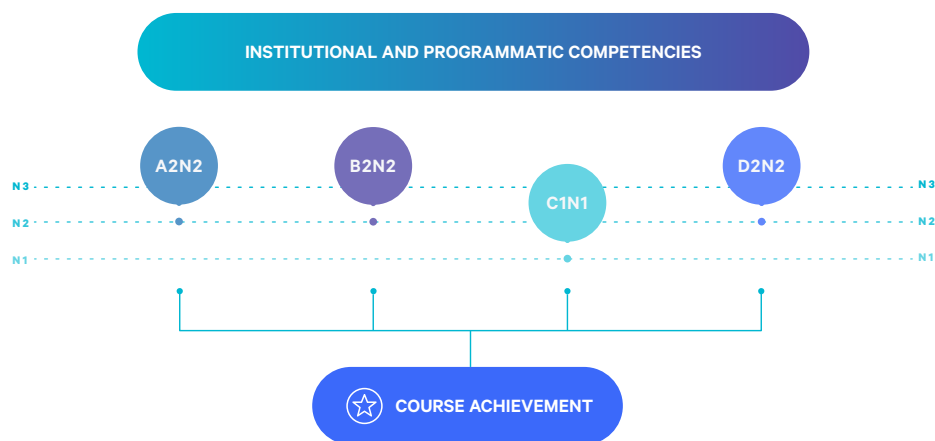 INSTITUTIONAL AND PROGRAMMATIC COMPETENCIES
A2N2
B2N2
D2N2
N3
N3
C1N1
N2
N2
N1
N1
COURSE ACHIEVEMENT